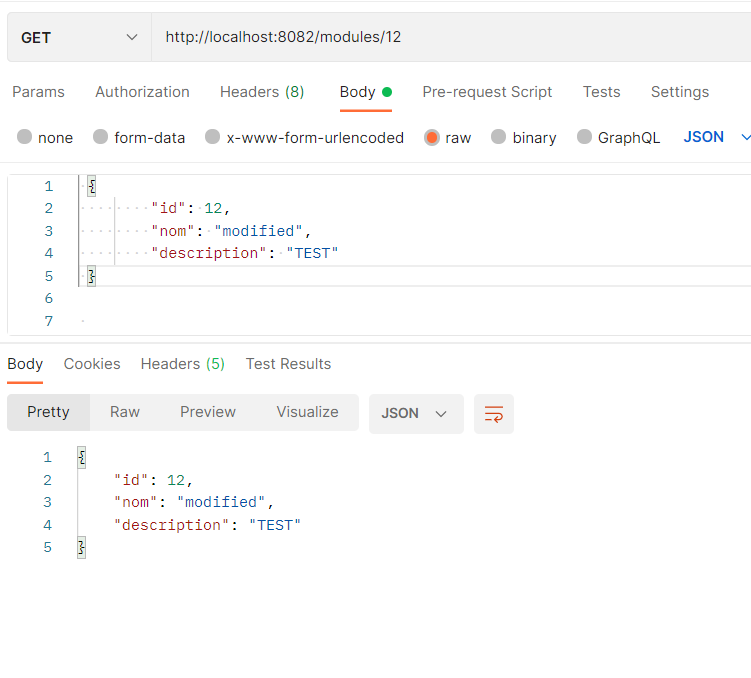 GET http://localhost:8082/modules/12
Params Authorization Headers (8) Body Pre-request Script Tests Settings
none form-data x-www-form-urlencoded raw binary GraphQL JSON
1 {
2 "id": 12,
3 "nom": "modified",
4 "description": "TEST"
5 }
6
7
Body Cookies Headers (5) Test Results
Pretty Raw Preview Visualize JSON
1 {
2 "id": 12,
3 "nom": "modified",
4 "description": "TEST"
5 }